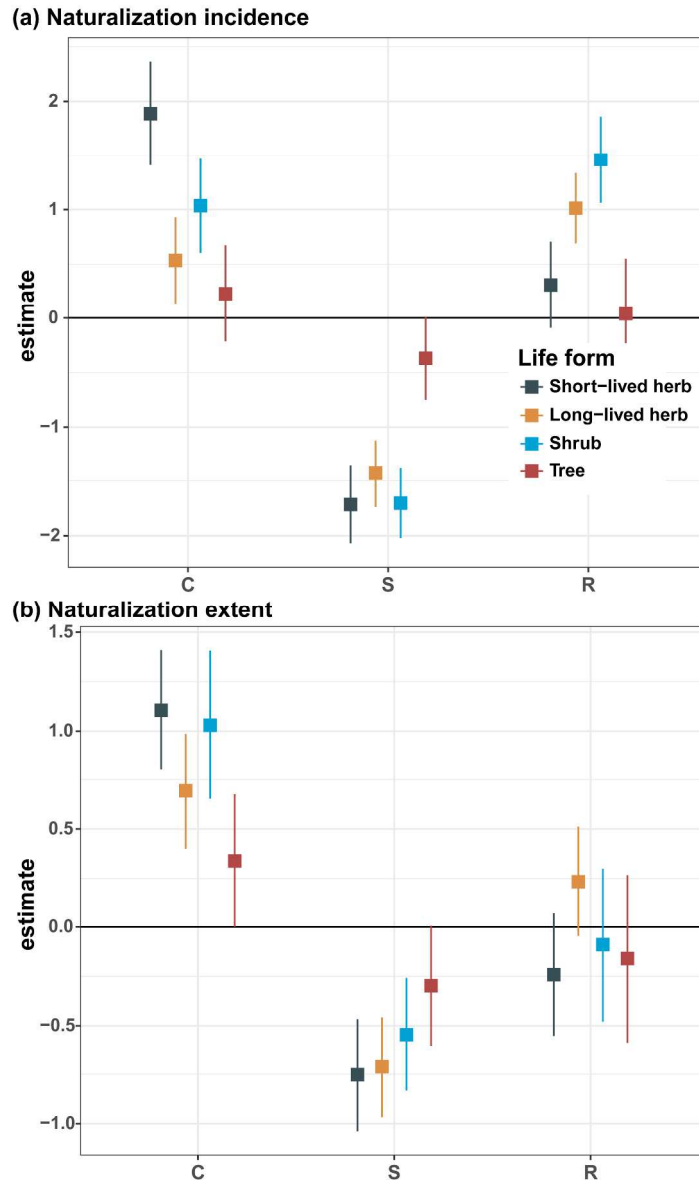 (a) Naturalization incidence
2
1
0
−1
−2
estimate
Life form
Short−lived herb
Long−lived herb
Shrub
Tree
C S R
(b) Naturalization extent
1.5
1.0
0.5
0.0
−0.5
−1.0
estimate
C S R